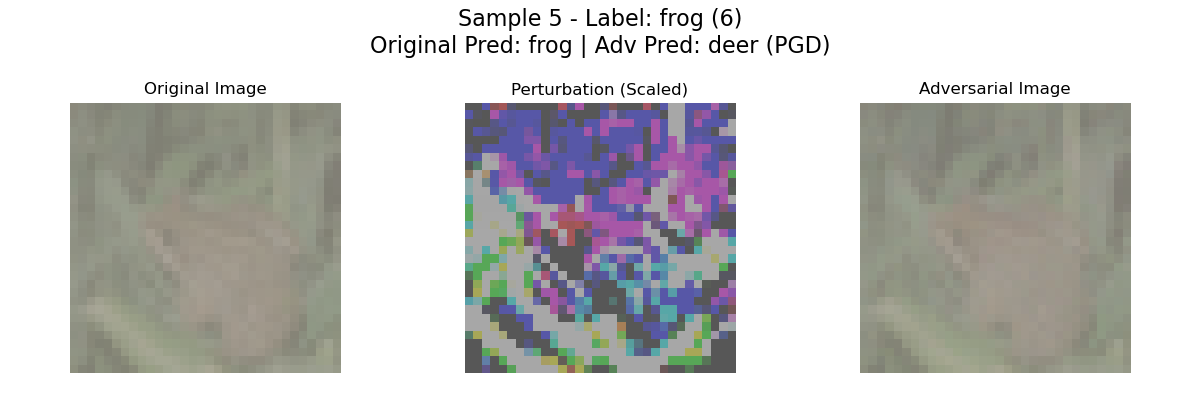 Sample 5 - Label: frog (6)
Original Pred: frog | Adv Pred: deer (PGD)
Original Image
Perturbation (Scaled)
Adversarial Image